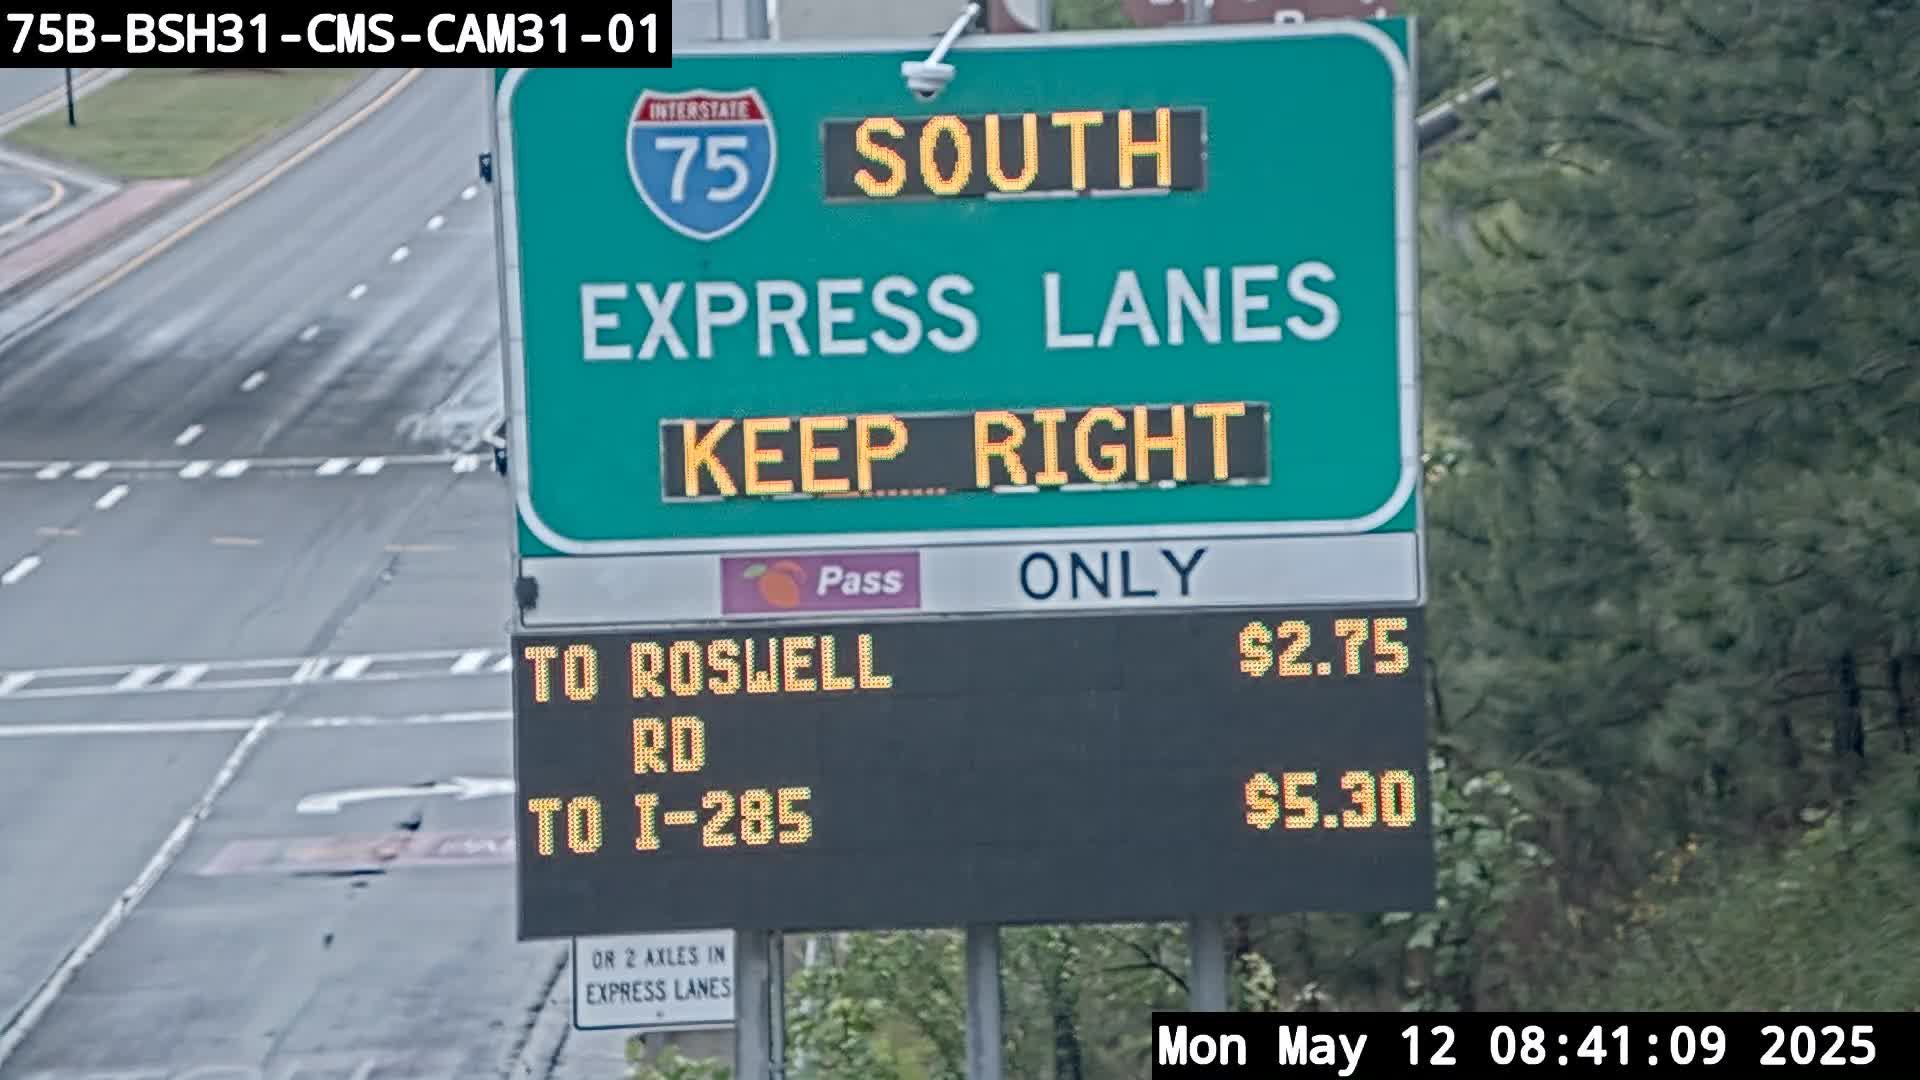 75B-BSH31-CMS-CAM31-01
INTERSTATE
75
SOUTH
EXPRESS LANES
KEEP RIGHT
Pass ONLY
TO ROSWELL $2.75
RD
TO I-285 $5.30
OR 2 AXLES IN
EXPRESS LANES
Mon May 12 08:41:09 2025